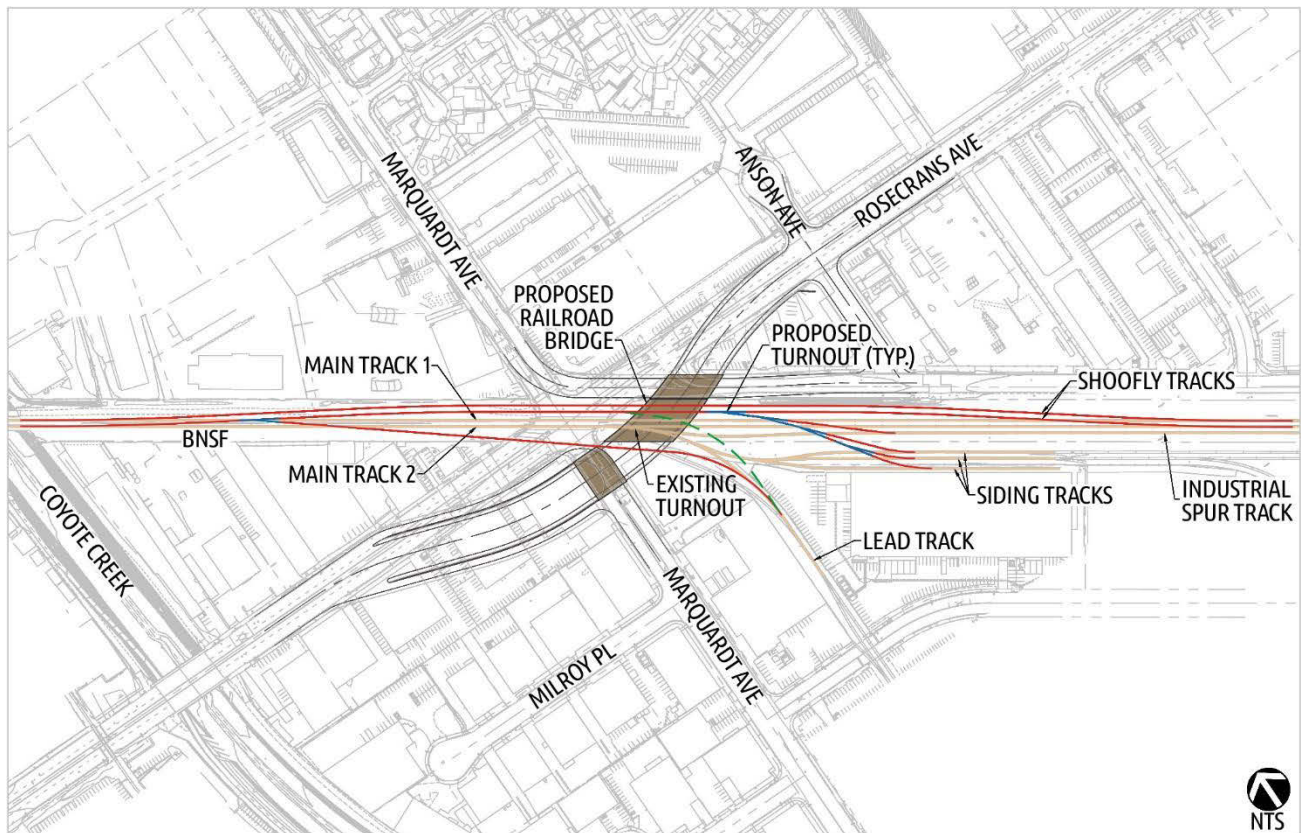 MARQUARDT AVE
ANSON AVE
ROSECRANS AVE
PROPOSED
RAILROAD
BRIDGE
PROPOSED
TURNOUT (TYP.)
MAIN TRACK 1
SHOOFLY TRACKS
BNSF
MAIN TRACK 2
EXISTING
TURNOUT
SIDING TRACKS
INDUSTRIAL
SPUR TRACK
COYOTE CREEK
LEAD TRACK
MARQUARDT AVE
MILROY PL
NTS